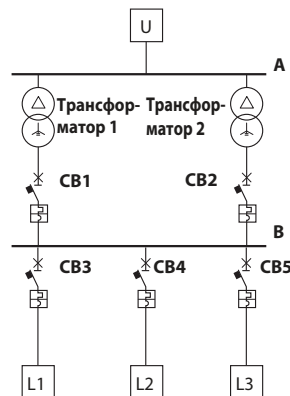 U
A
Трансфор-
матор 1
Трансфор-
матор 2
CB1
CB2
B
CB3
CB4
CB5
L1
L2
L3